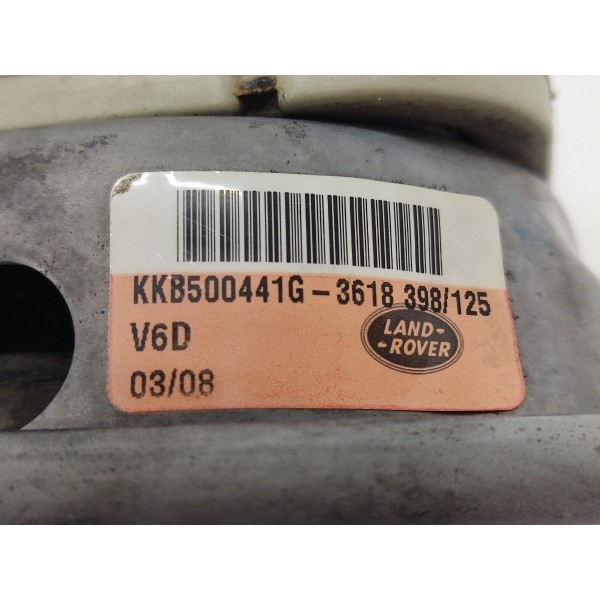 KKB500441G-3618 398/125
V6D
LAND-
-ROVER
03/08